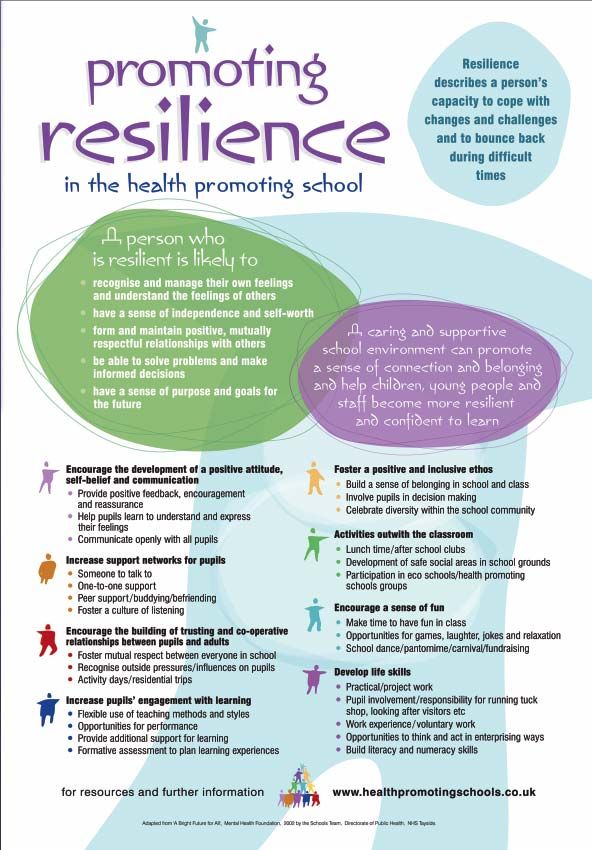 promoting
resilience
in the health promoting school
Resilience
describes a person's
capacity to cope with
changes and challenges
and to bounce back
during difficult
times
A person who
is resilient is likely to
• recognise and manage their own feelings
and understand the feelings of others
• have a sense of independence and self-worth
• form and maintain positive, mutually
respectful relationships with others
• be able to solve problems and make
informed decisions
• have a sense of purpose and goals for
the future
A caring and supportive
school environment can promote
a sense of connection and belonging
and help children, young people and
staff become more resilient
and confident to learn
Encourage the development of a positive attitude,
self-belief and communication
• Provide positive feedback, encouragement
and reassurance
• Help pupils learn to understand and express
their feelings
• Communicate openly with all pupils
Increase support networks for pupils
• Someone to talk to
• One-to-one support
• Peer support/buddying/befriending
• Foster a culture of listening
Encourage the building of trusting and co-operative
relationships between pupils and adults
• Foster mutual respect between everyone in school
• Recognise outside pressures/influences on pupils
• Activity days/residential trips
Increase pupils' engagement with learning
• Flexible use of teaching methods and styles
• Opportunities for performance
• Provide additional support for learning
• Formative assessment to plan learning experiences
Foster a positive and inclusive ethos
• Build a sense of belonging in school and class
• Involve pupils in decision making
• Celebrate diversity within the school community
Activities outwith the classroom
• Lunch time/after school clubs
• Development of safe social areas in school grounds
• Participation in eco schools/health promoting
schools groups
Encourage a sense of fun
• Make time to have fun in class
• Opportunities for games, laughter, jokes and relaxation
• School dance/pantomime/carnival/fundraising
Develop life skills
• Practical/project work
• Pupil involvement/responsibility for running tuck
shop, looking after visitors etc
• Work experience/voluntary work
• Opportunities to think and act in enterprising ways
• Build literacy and numeracy skills
for resources and further information
www.healthpromotingschools.co.uk
Adapted from 'A Bright Future for All', Mental Health Foundation, 2002 by the Schools Team, Directorate of Public Health, NHS Tayside.